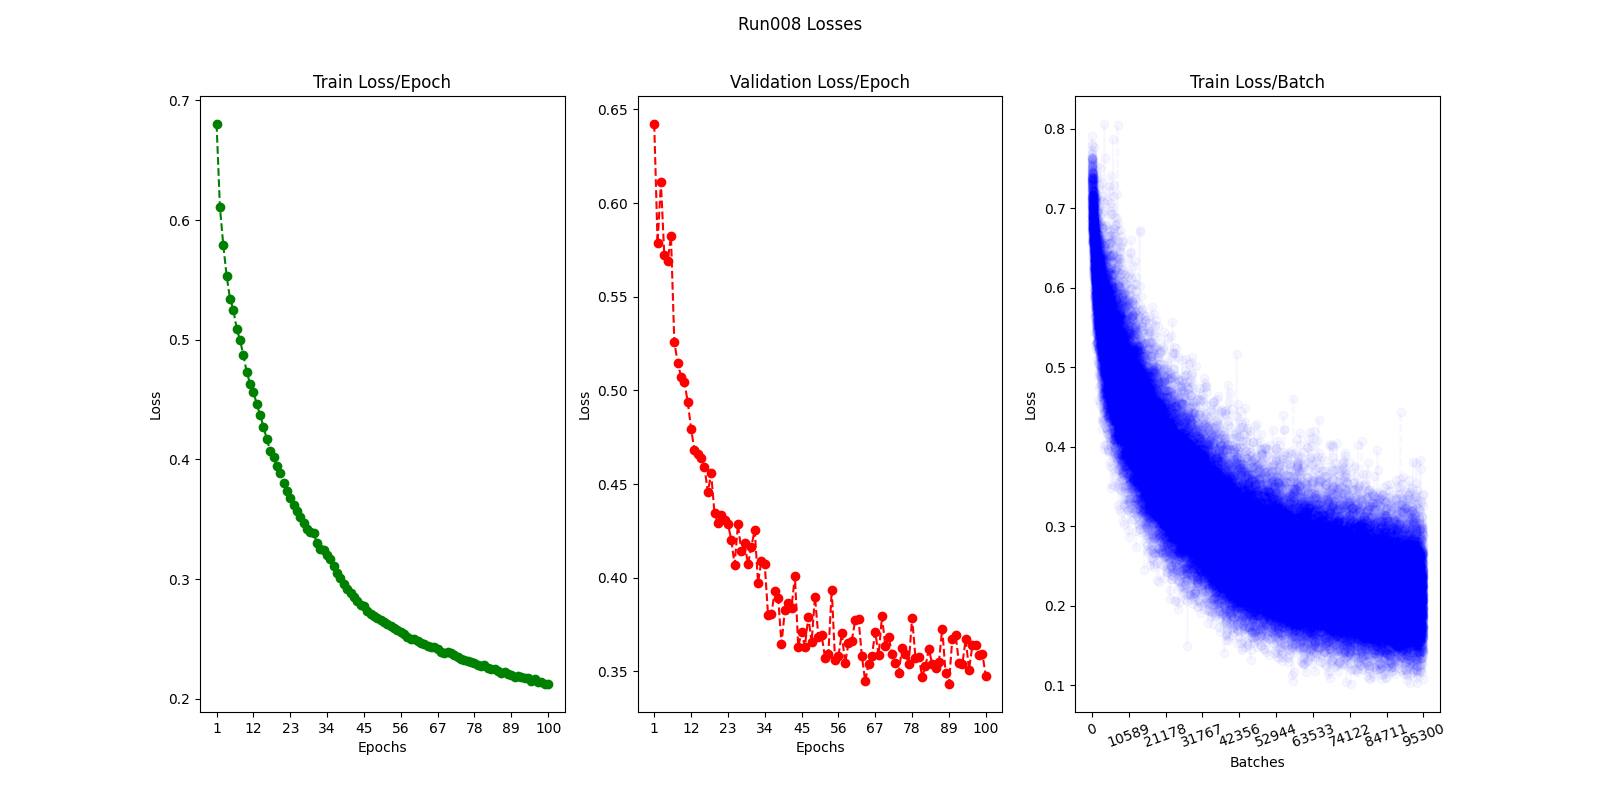 Run008 Losses
Train Loss/Epoch
0.7
0.6
0.5
0.4
0.3
0.2
Loss
1 12 23 34 45 56 67 78 89 100
Epochs
Validation Loss/Epoch
0.65
0.60
0.55
0.50
0.45
0.40
0.35
Loss
1 12 23 34 45 56 67 78 89 100
Epochs
Train Loss/Batch
0.8
0.7
0.6
0.5
0.4
0.3
0.2
0.1
Loss
0 10589 21178 31767 42356 52944 63533 74122 84711 95300
Batches